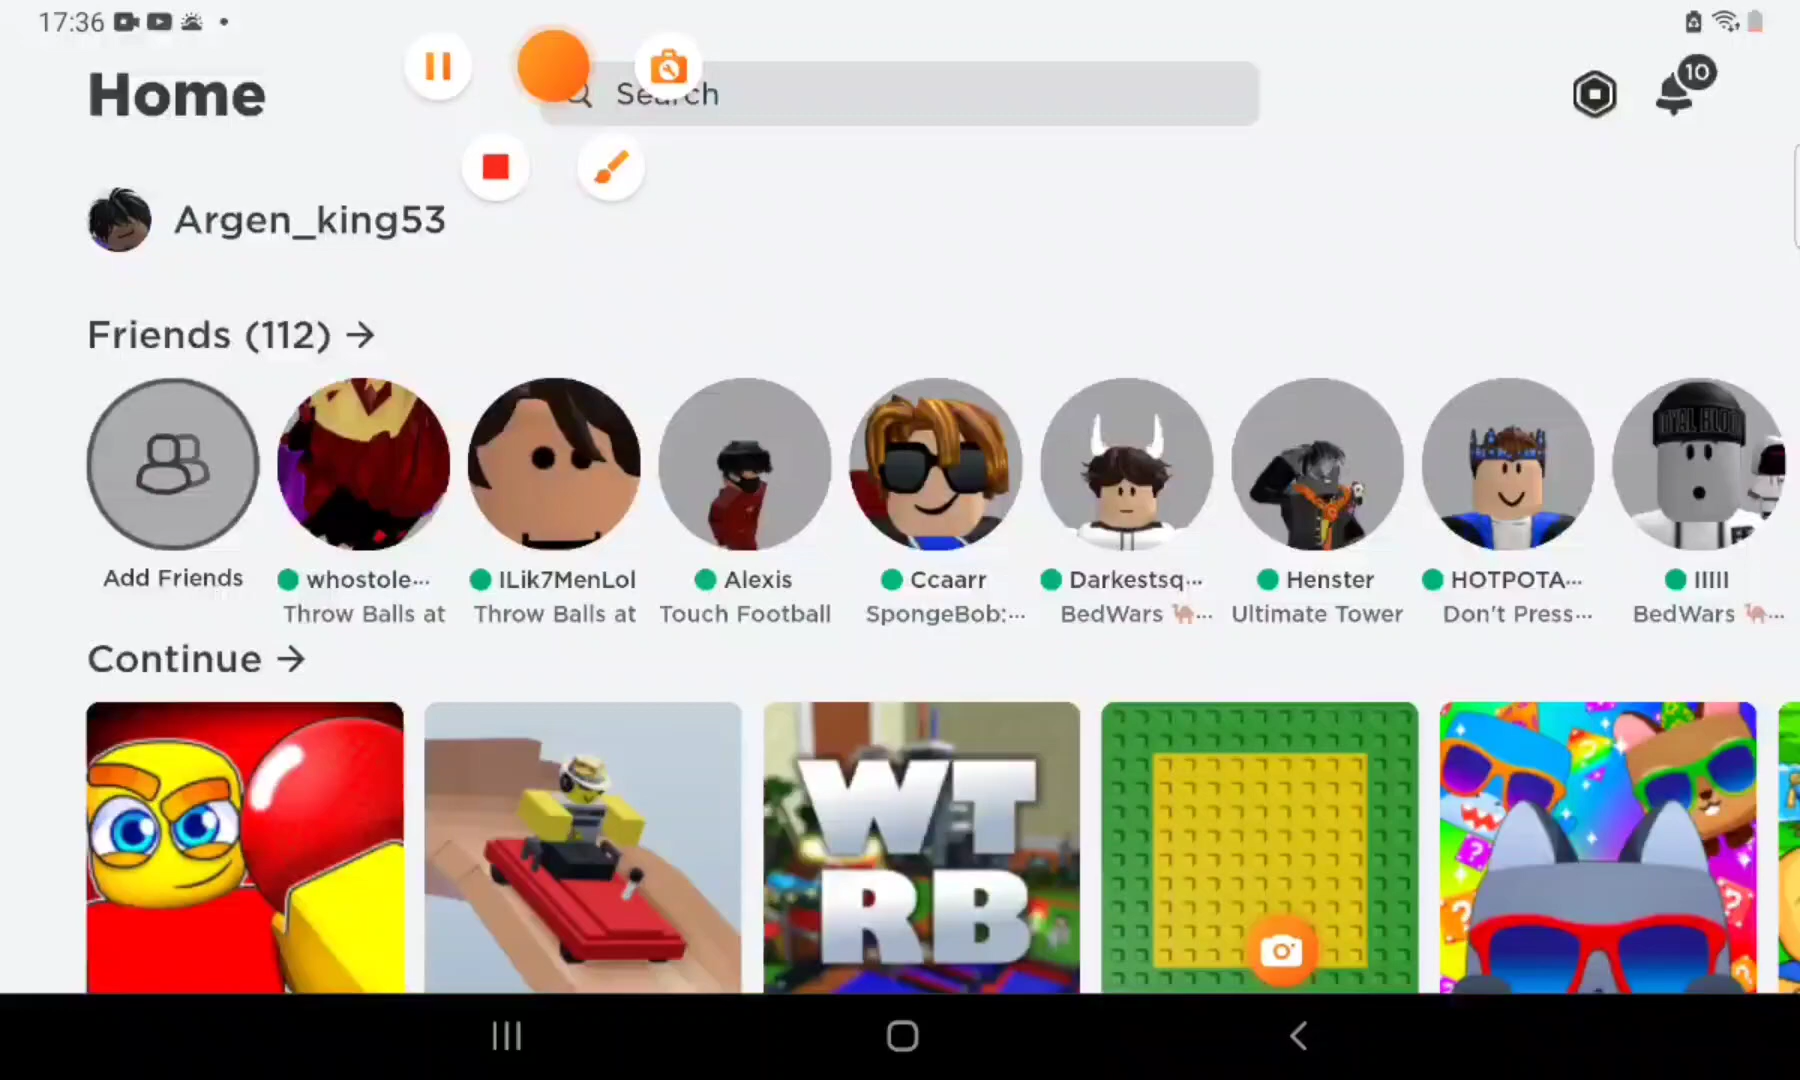 17:36
Home
Search
10
Argen_king53
Friends (112) →
Add Friends
whostole...
ILik7MenLol
Alexis
Ccaarr
Darkestsq...
Henster
HOTPOTA...
IIIII
Throw Balls at
Throw Balls at
Touch Football
SpongeBob:...
BedWars 🐪...
Ultimate Tower
Don't Press...
BedWars 🐪...
Continue →
WT
RB